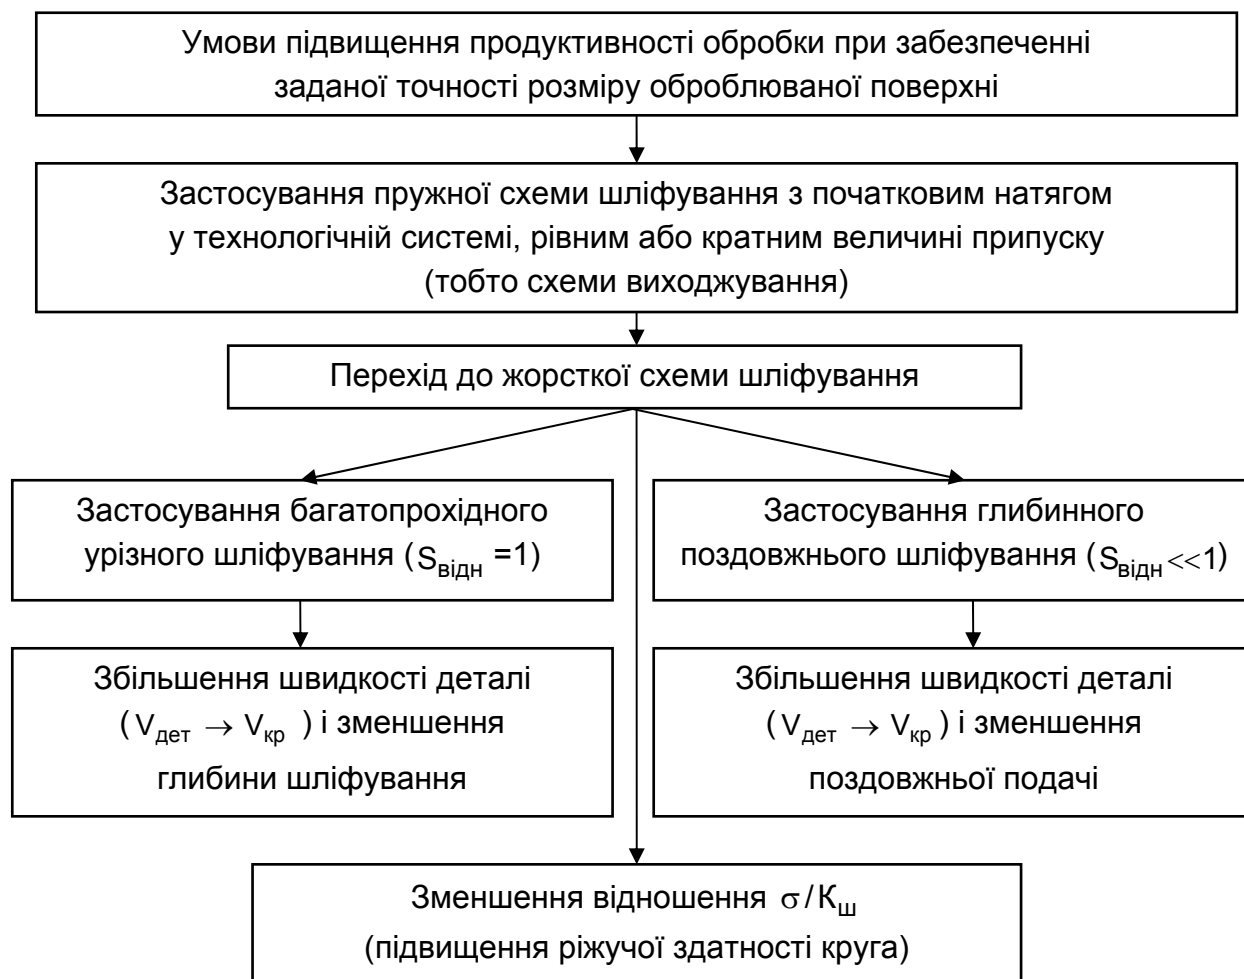 Умови підвищення продуктивності обробки при забезпеченні
заданої точності розміру оброблюваної поверхні
Застосування пружної схеми шліфування з початковим натягом
у технологічній системі, рівним або кратним величині припуску
(тобто схеми виходжування)
Перехід до жорсткої схеми шліфування
Застосування багатопрохідного
урізного шліфування (Sвідн =1)
Застосування глибинного
поздовжнього шліфування (Sвідн <<1)
Збільшення швидкості деталі
(Vдет → Vкр ) і зменшення
глибини шліфування
Збільшення швидкості деталі
(Vдет → Vкр ) і зменшення
поздовжньої подачі
Зменшення відношення σ/Kш
(підвищення ріжучої здатності круга)